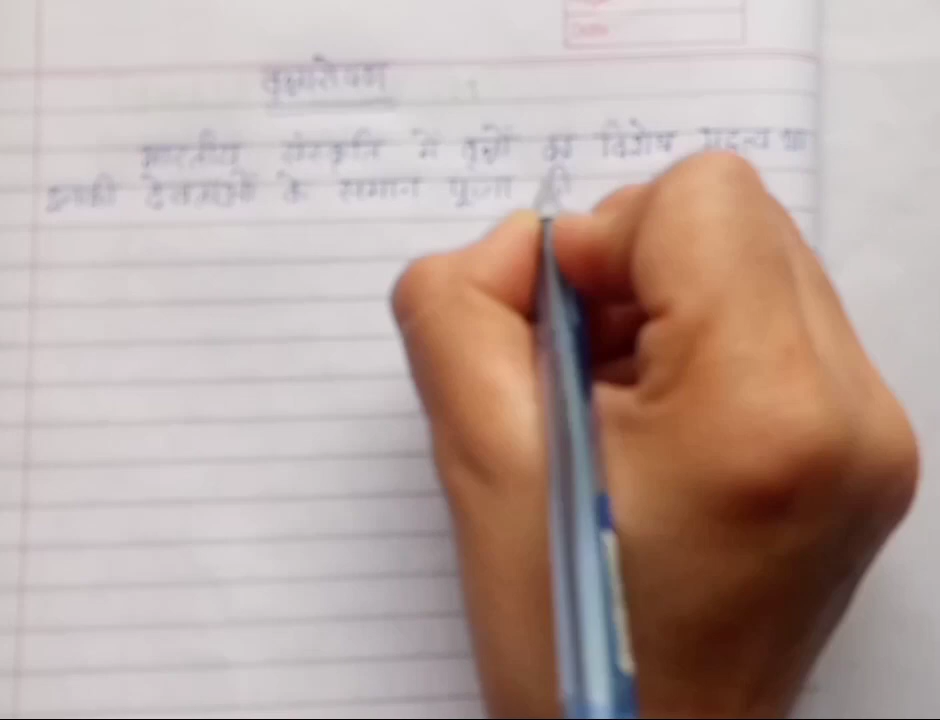 वृक्षारोपण
भारतीय संस्कृति में वृक्षों का विशेष महत्व था
इनकी देवताओं के समान पूजा की